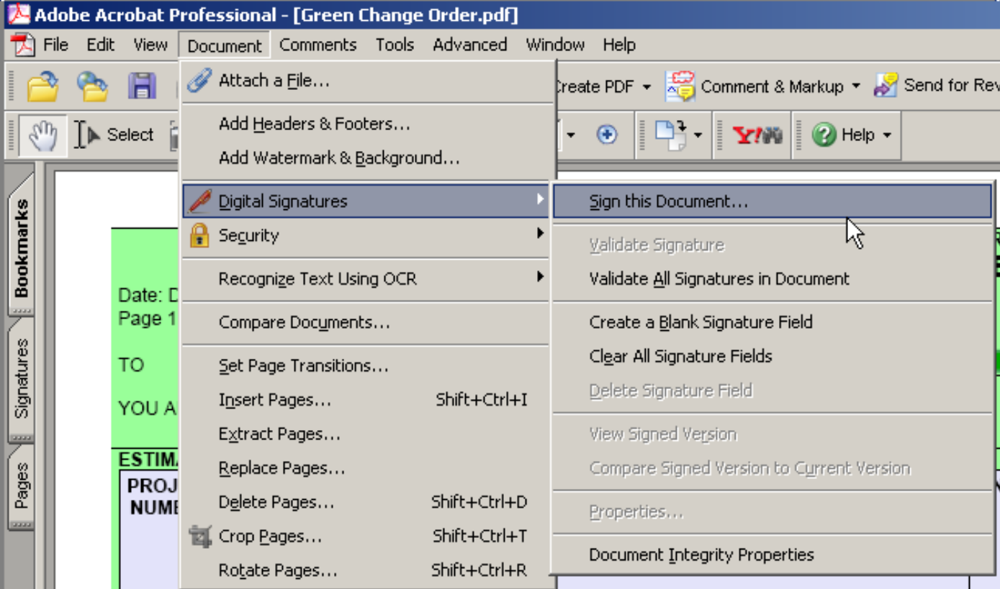 Adobe Acrobat Professional - [Green Change Order.pdf]
File Edit View Document Comments Tools Advanced Window Help
Attach a File...
Create PDF
Comment & Markup
Send for Rev
Select
Y!
Help
Add Headers & Footers...
Add Watermark & Background...
Digital Signatures
Security
Recognize Text Using OCR
Compare Documents...
Set Page Transitions...
Insert Pages... Shift+Ctrl+I
Extract Pages...
Replace Pages...
Delete Pages... Shift+Ctrl+D
Crop Pages... Shift+Ctrl+T
Rotate Pages... Shift+Ctrl+R
Sign this Document...
Validate Signature
Validate All Signatures in Document
Create a Blank Signature Field
Clear All Signature Fields
Delete Signature Field
View Signed Version
Compare Signed Version to Current Version
Properties...
Document Integrity Properties
Bookmarks
Signatures
Pages
Date: D
Page 1
TO
YOU A
ESTIM
PROJ
NUM